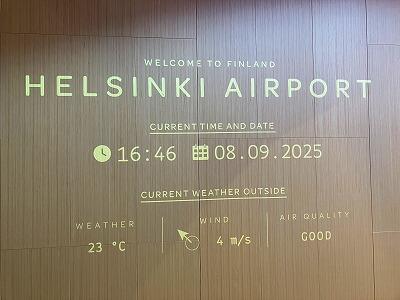 WELCOME TO FINLAND
HELSINKI AIRPORT
CURRENT TIME AND DATE
16:46 08.09.2025
CURRENT WEATHER OUTSIDE
WEATHER WIND AIR QUALITY
23 °C 4 m/s GOOD